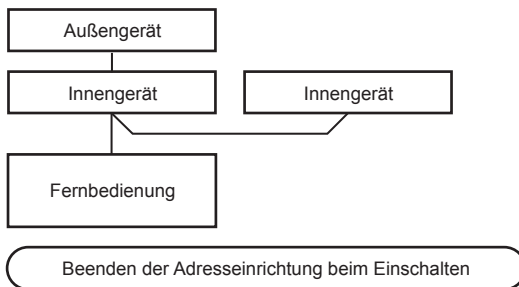 Außengerät
Innengerät
Innengerät
Fernbedienung
Beenden der Adresseinrichtung beim Einschalten